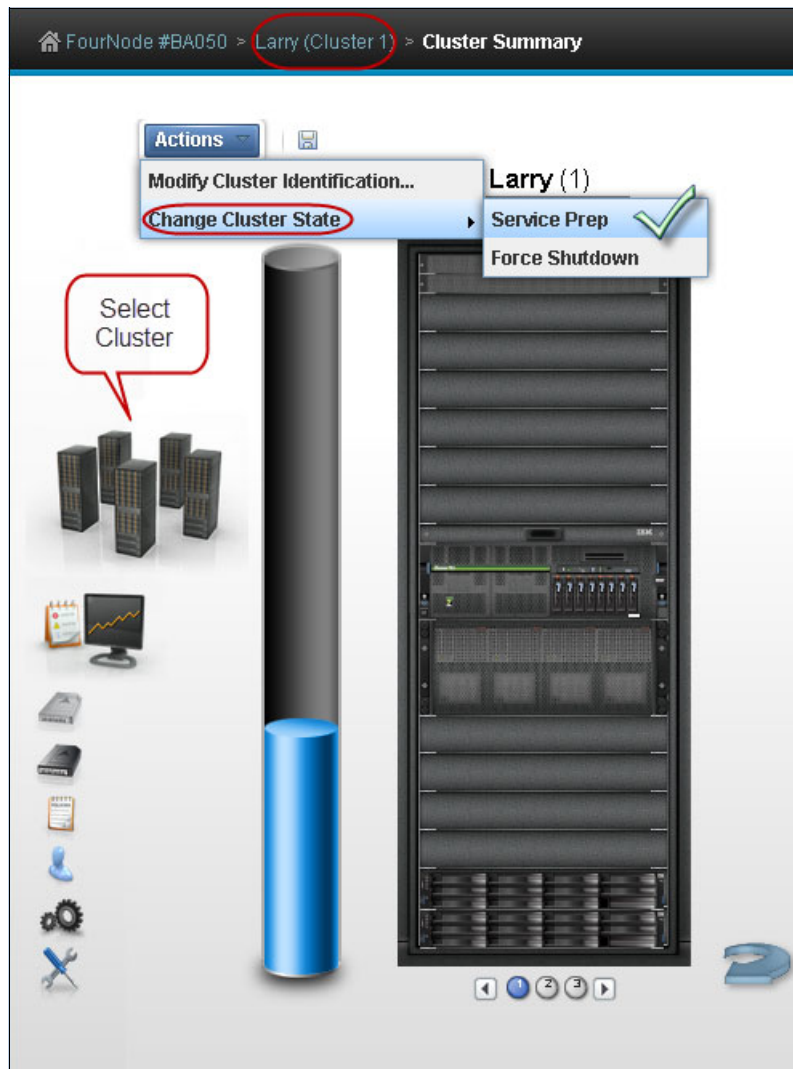 FourNode #BA050 > Larry (Cluster 1) > Cluster Summary
Actions
Modify Cluster Identification...
Larry (1)
Change Cluster State
Service Prep
Force Shutdown
Select
Cluster
IBM
1 2 3